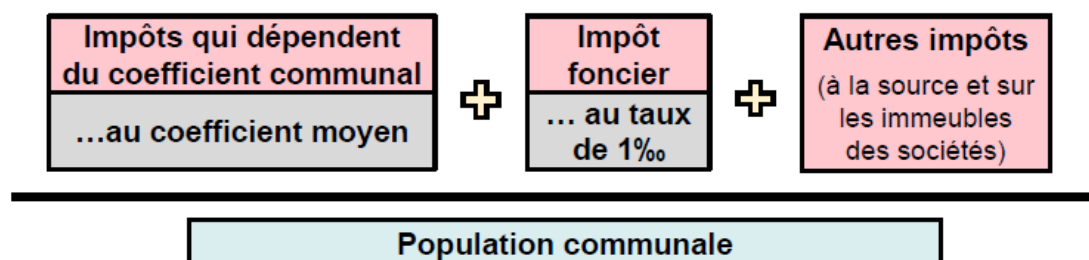 Impôts qui dépendent
du coefficient communal
…au coefficient moyen
Impôt
foncier
… au taux
de 1‰
Autres impôts
(à la source et sur
les immeubles
des sociétés)
Population communale